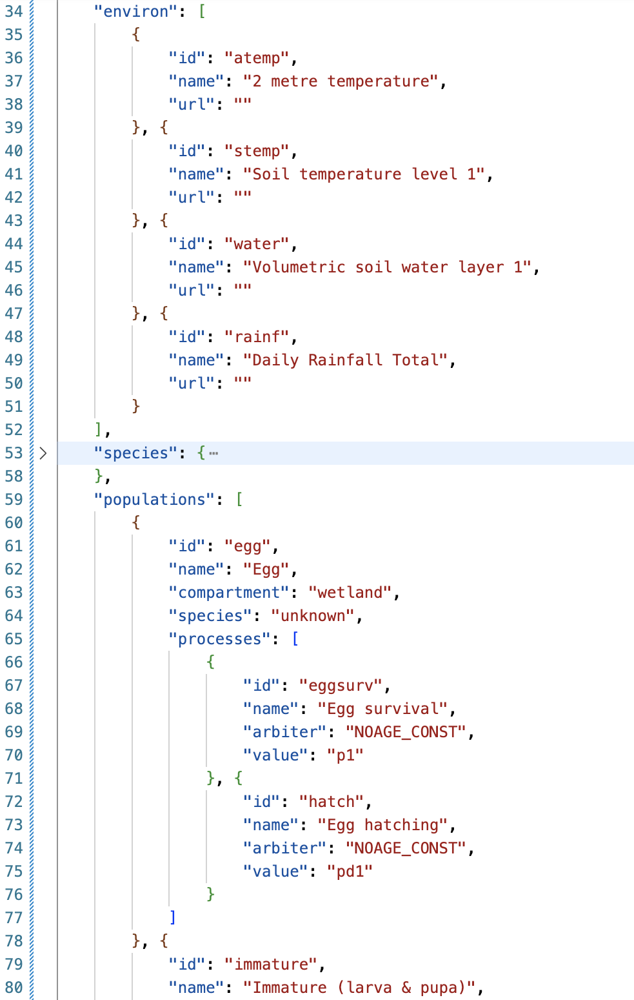 34 "environ": [
35 {
36 "id": "atemp",
37 "name": "2 metre temperature",
38 "url": ""
39 }, {
40 "id": "stemp",
41 "name": "Soil temperature level 1",
42 "url": ""
43 }, {
44 "id": "water",
45 "name": "Volumetric soil water layer 1",
46 "url": ""
47 }, {
48 "id": "rainf",
49 "name": "Daily Rainfall Total",
50 "url": ""
51 }
52 ],
53 "species": { ⋯
58 },
59 "populations": [
60 {
61 "id": "egg",
62 "name": "Egg",
63 "compartment": "wetland",
64 "species": "unknown",
65 "processes": [
66 {
67 "id": "eggsurv",
68 "name": "Egg survival",
69 "arbiter": "NOAGE_CONST",
70 "value": "p1"
71 }, {
72 "id": "hatch",
73 "name": "Egg hatching",
74 "arbiter": "NOAGE_CONST",
75 "value": "pd1"
76 }
77 ]
78 }, {
79 "id": "immature",
80 "name": "Immature (larva & pupa)",